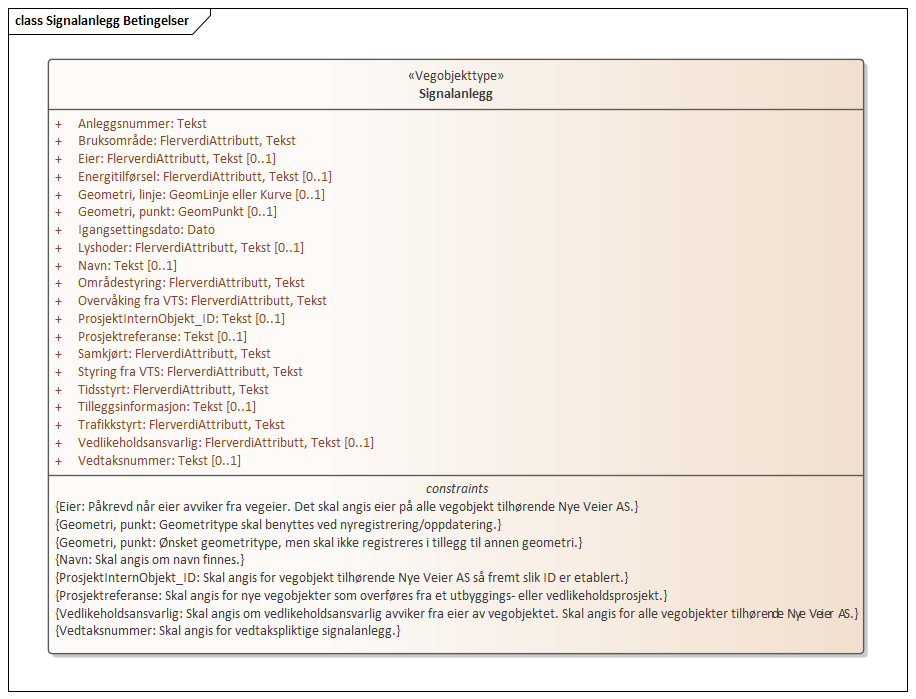 class Signalanlegg Betingelser
«Vegobjekttype»
Signalanlegg
+ Anleggsnummer: Tekst
+ Bruksområde: FlerverdiAttributt, Tekst
+ Eier: FlerverdiAttributt, Tekst [0..1]
+ Energitilførsel: FlerverdiAttributt, Tekst [0..1]
+ Geometri, linje: GeomLinje eller Kurve [0..1]
+ Geometri, punkt: GeomPunkt [0..1]
+ Igangsettingsdato: Dato
+ Lyshoder: FlerverdiAttributt, Tekst [0..1]
+ Navn: Tekst [0..1]
+ Områdestyring: FlerverdiAttributt, Tekst
+ Overvåking fra VTS: FlerverdiAttributt, Tekst
+ ProsjektInternObjekt_ID: Tekst [0..1]
+ Prosjektreferanse: Tekst [0..1]
+ Samkjørt: FlerverdiAttributt, Tekst
+ Styring fra VTS: FlerverdiAttributt, Tekst
+ Tidsstyrt: FlerverdiAttributt, Tekst
+ Tilleggsinformasjon: Tekst [0..1]
+ Trafikkstyrt: FlerverdiAttributt, Tekst
+ Vedlikeholdsansvarlig: FlerverdiAttributt, Tekst [0..1]
+ Vedtaksnummer: Tekst [0..1]
constraints
{Eier: Påkrevd når eier avviker fra vegeier. Det skal angis eier på alle vegobjekt tilhørende Nye Veier AS.}
{Geometri, punkt: Geometritype skal benyttes ved nyregistrering/oppdatering.}
{Geometri, punkt: Ønsket geometritype, men skal ikke registreres i tillegg til annen geometri.}
{Navn: Skal angis om navn finnes.}
{ProsjektInternObjekt_ID: Skal angis for vegobjekt tilhørende Nye Veier AS så fremt slik ID er etablert.}
{Prosjektreferanse: Skal angis for nye vegobjekter som overføres fra et utbyggings- eller vedlikeholdsprosjekt.}
{Vedlikeholdsansvarlig: Skal angis om vedlikeholdsansvarlig avviker fra eier av vegobjektet. Skal angis for alle vegobjekter tilhørende Nye Veier AS.}
{Vedtaksnummer: Skal angis for vedtakspliktige signalanlegg.}